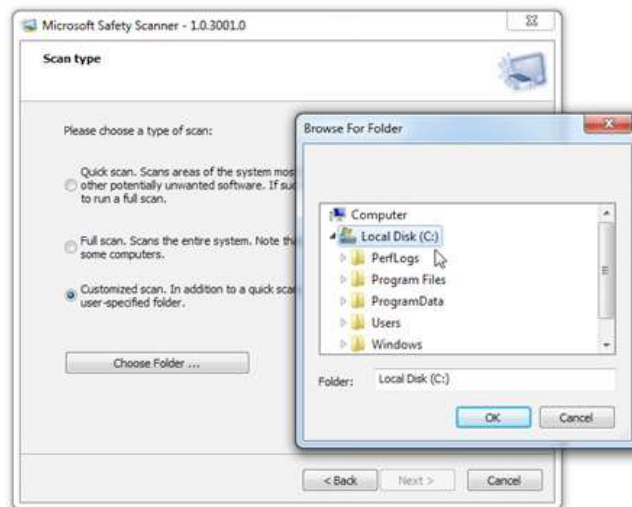 Microsoft Safety Scanner - 1.0.3001.0
Scan type
Please choose a type of scan:
Quick scan. Scans areas of the system mos
other potentially unwanted software. If suc
to run a full scan.
Full scan. Scans the entire system. Note tha
some computers.
Customized scan. In addition to a quick scan
user-specified folder.
Choose Folder ...
< Back
Next >
Cancel
Browse For Folder
Computer
Local Disk (C:)
PerfLogs
Program Files
ProgramData
Users
Windows
Folder:
Local Disk (C:)
OK
Cancel